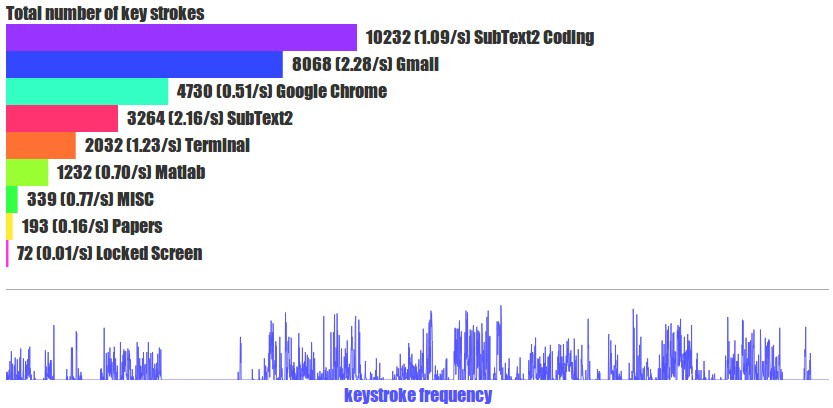 Total number of key strokes
10232 (1.09/s) SubText2 Coding
8068 (2.28/s) Gmail
4730 (0.51/s) Google Chrome
3264 (2.16/s) SubText2
2032 (1.23/s) Terminal
1232 (0.70/s) Matlab
339 (0.77/s) MISC
193 (0.16/s) Papers
72 (0.01/s) Locked Screen
keystroke frequency